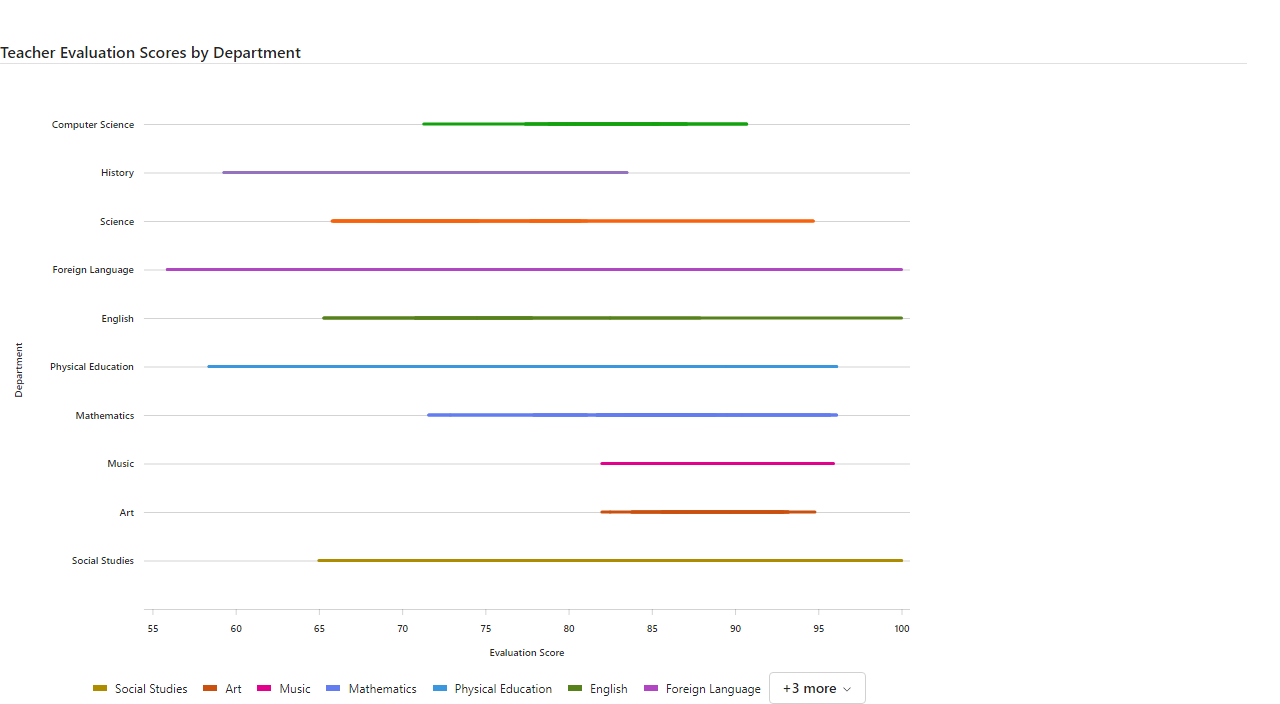 Teacher Evaluation Scores by Department
Computer Science
History
Science
Foreign Language
English
Physical Education
Mathematics
Music
Art
Social Studies
Department
55 60 65 70 75 80 85 90 95 100
Evaluation Score
Social Studies Art Music Mathematics Physical Education English Foreign Language +3 more